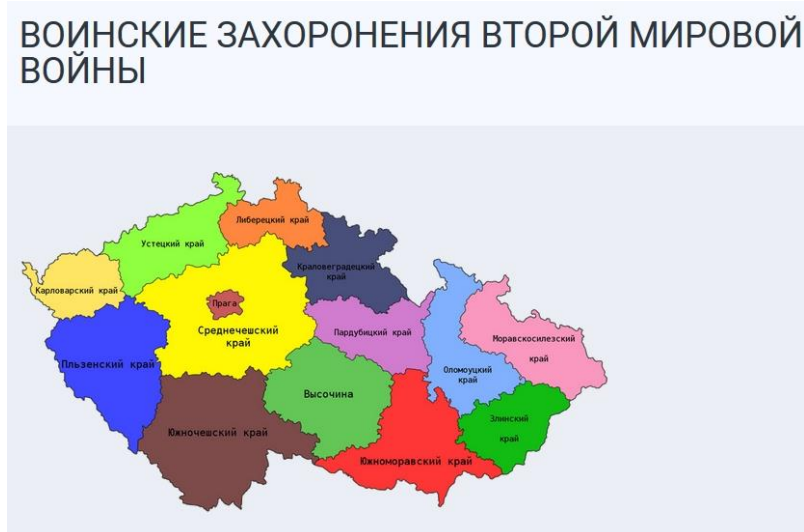 ВОИНСКИЕ ЗАХОРОНЕНИЯ ВТОРОЙ МИРОВОЙ
ВОЙНЫ
Либерецкий край
Устецкий край
Краловеградецкий
край
Карловарский край
Прага
Среднечешский
край
Пардубицкий край
Моравскосилезский
край
Пльзенский край
Оломоуцкий
край
Высочина
Злинский
край
Южночешский край
Южноморавский край